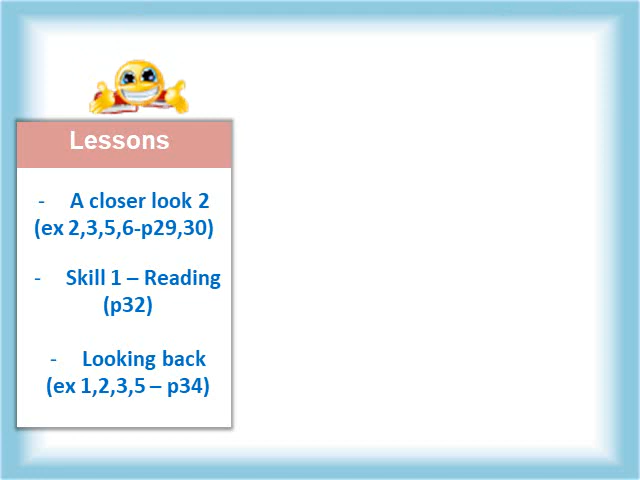 Lessons
- A closer look 2
(ex 2,3,5,6-p29,30)
- Skill 1 – Reading
(p32)
- Looking back
(ex 1,2,3,5 – p34)